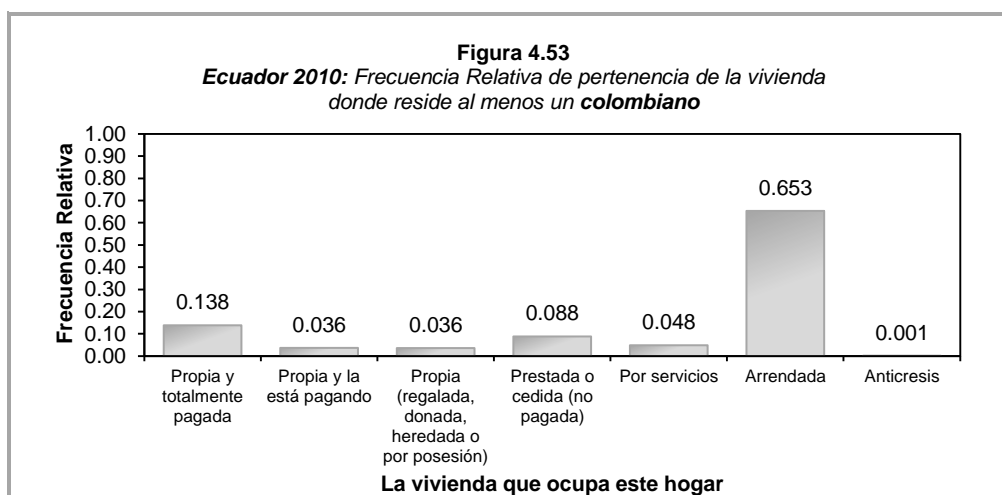 Figura 4.53
Ecuador 2010: Frecuencia Relativa de pertenencia de la vivienda
donde reside al menos un colombiano
Frecuencia Relativa
1.00
0.90
0.80
0.70
0.60
0.50
0.40
0.30
0.20
0.10
0.00
0.138
0.036
0.036
0.088
0.048
0.653
0.001
Propia y
totalmente
pagada
Propia y la
está pagando
Propia
(regalada,
donada,
heredada o
por posesión)
Prestada o
cedida (no
pagada)
Por servicios
Arrendada
Anticresis
La vivienda que ocupa este hogar